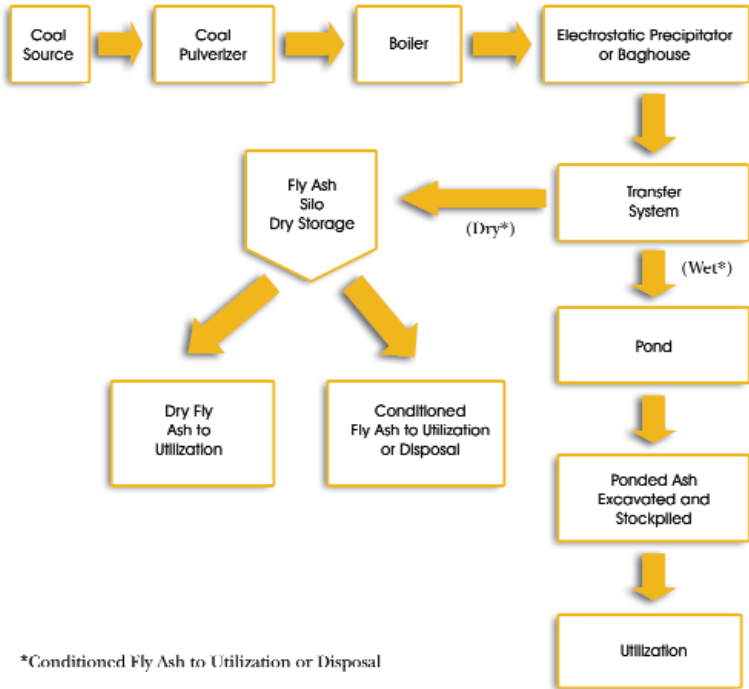 Coal
Source
Coal
Pulverizer
Boiler
Electrostatic Precipitator
or Baghouse
Transfer
System
(Dry*)
(Wet*)
Fly Ash
Silo
Dry Storage
Dry Fly
Ash to
Utilization
Conditioned
Fly Ash to Utilization
or Disposal
Pond
Ponded Ash
Excavated and
Stockpiled
Utilization
*Conditioned Fly Ash to Utilization or Disposal